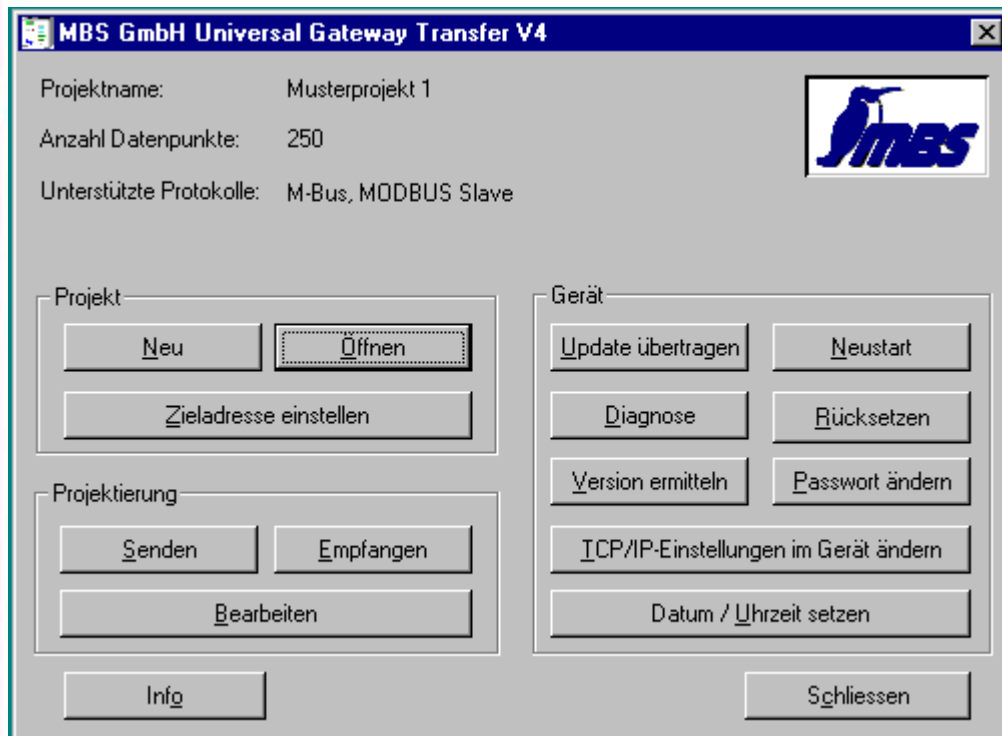 MBS GmbH Universal Gateway Transfer V4
Projektname: Musterprojekt 1
MBS
Anzahl Datenpunkte: 250
Unterstützte Protokolle: M-Bus, MODBUS Slave
Projekt
Neu Öffnen
Zieladresse einstellen
Projektierung
Senden Empfangen
Bearbeiten
Info
Gerät
Update übertragen Neustart
Diagnose Rücksetzen
Version ermitteln Passwort ändern
TCP/IP-Einstellungen im Gerät ändern
Datum / Uhrzeit setzen
Schliessen